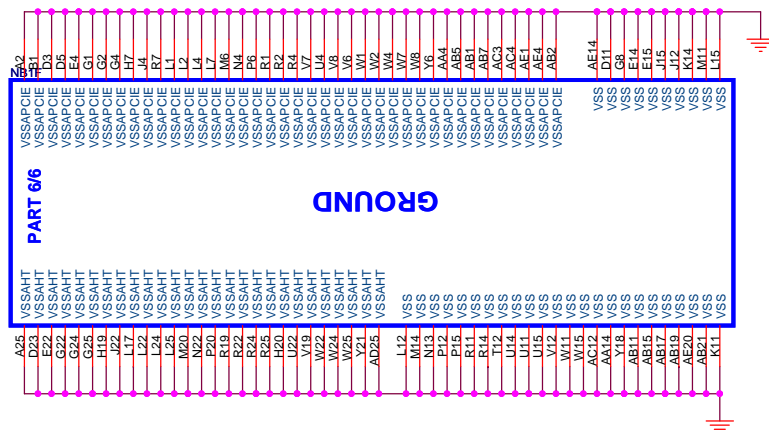 A2 B1 D3 D5 E4 G1 G2 G4 H7 J4 R7 L1 L2 L4 L7 M6 N4 P6 R1 R2 R4 V7 U4 V8 V6 W1 W2 W4 W7 W8 Y6 AA4 AB5 AB1 AB7 AC3 AC4 AE1 AE4 AB2 AE14 D11 G8 E14 E15 J15 J12 K14 M11 L15
NB1F
VSSAPCIE VSSAPCIE VSSAPCIE VSSAPCIE VSSAPCIE VSSAPCIE VSSAPCIE VSSAPCIE VSSAPCIE VSSAPCIE VSSAPCIE VSSAPCIE VSSAPCIE VSSAPCIE VSSAPCIE VSSAPCIE VSSAPCIE VSSAPCIE VSSAPCIE VSSAPCIE VSSAPCIE VSSAPCIE VSSAPCIE VSSAPCIE VSSAPCIE VSSAPCIE VSSAPCIE VSSAPCIE VSSAPCIE VSSAPCIE VSSAPCIE VSSAPCIE VSSAPCIE VSSAPCIE VSSAPCIE VSSAPCIE VSSAPCIE VSSAPCIE VSSAPCIE VSSAPCIE VSS VSS VSS VSS VSS VSS VSS VSS VSS VSS
PART 6/6
GROUND
VSSAHT VSSAHT VSSAHT VSSAHT VSSAHT VSSAHT VSSAHT VSSAHT VSSAHT VSSAHT VSSAHT VSSAHT VSSAHT VSSAHT VSSAHT VSSAHT VSSAHT VSSAHT VSSAHT VSSAHT VSSAHT VSSAHT VSSAHT VSSAHT VSSAHT VSSAHT VSSAHT VSS VSS VSS VSS VSS VSS VSS VSS VSS VSS VSS VSS VSS VSS VSS VSS VSS VSS VSS VSS VSS VSS VSS VSS
A25 D23 E22 G22 G24 G25 H19 J22 L17 L22 L24 L25 M20 N22 P20 R19 R22 R24 R25 H20 U22 V19 W22 W24 W25 Y21 AD25 L12 M14 N13 P12 P15 R11 R14 T12 U14 U11 U15 V12 W11 W15 AC12 AA14 Y18 AB11 AB15 AB17 AB19 AE20 AB21 K11